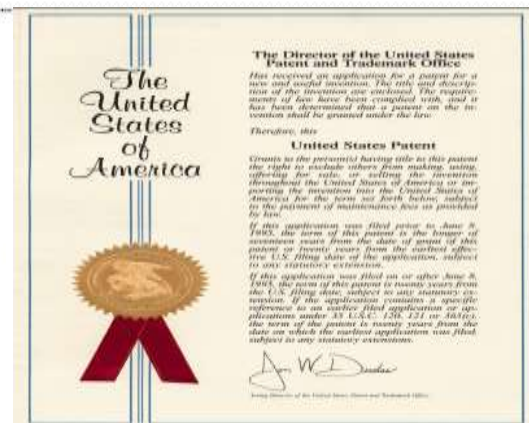 The
United
States
of
America
The Director of the United States
Patent and Trademark Office
Has received an application for a patent for a
new and useful invention. The title and descrip-
tion of the invention are enclosed. The require-
ments of law have been complied with, and it
has been determined that a patent on the in-
vention shall be granted under the law.
Therefore, this
United States Patent
Grants to the person(s) having title to this patent
the right to exclude others from making, using,
offering for sale, or selling the invention
throughout the United States of America or im-
porting the invention into the United States of
America for the term set forth below, subject
to the payment of maintenance fees as provided
by law.
If this application was filed prior to June 8,
1995, the term of this patent is the longer of
seventeen years from the date of grant of this
patent or twenty years from the earliest effec-
tive U.S. filing date of the application, subject
to any statutory extension.
If this application was filed on or after June 8,
1995, the term of this patent is twenty years from
the U.S. filing date, subject to any statutory ex-
tension. If the application contains a specific
reference to an earlier filed application or ap-
plications under 35 U.S.C. 120, 121 or 365(c),
the term of the patent is twenty years from the
date on which the earliest application was filed,
subject to any statutory extensions.
Jon W Dudas
Acting Director of the United States Patent and Trademark Office